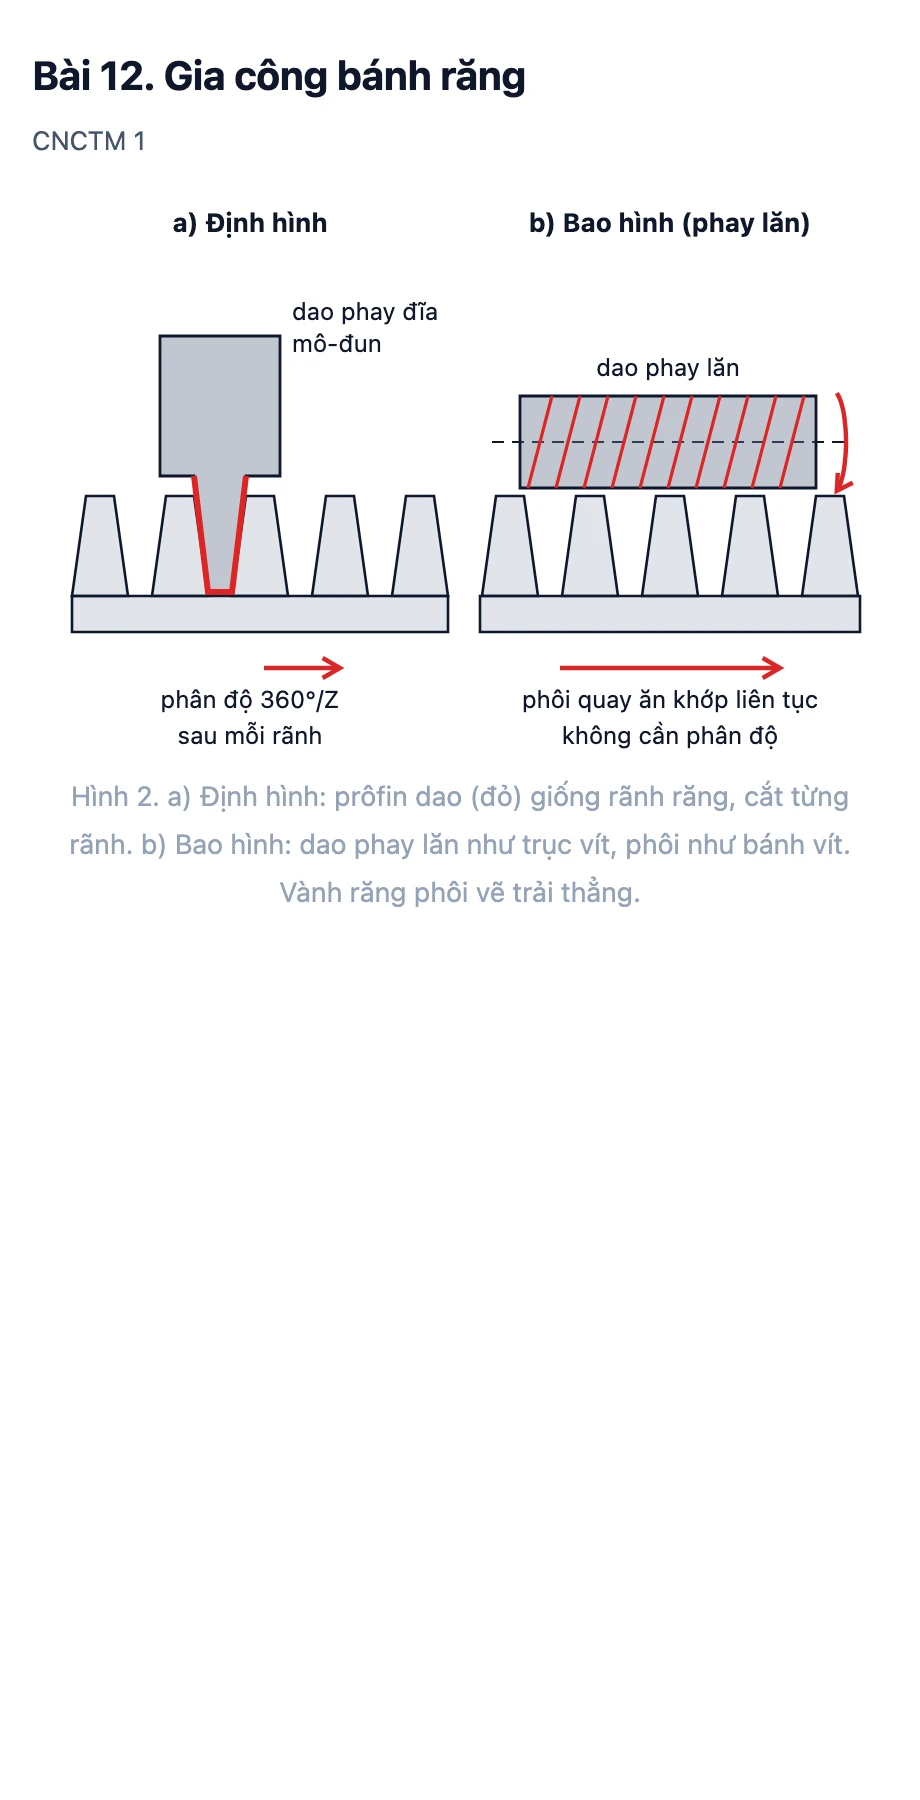 Bài 12. Gia công bánh răng
CNCTM 1
a) Định hình
b) Bao hình (phay lăn)
dao phay đĩa
mô-đun
dao phay lăn
phân độ 360°/Z
sau mỗi rãnh
phôi quay ăn khớp liên tục
không cần phân độ
Hình 2. a) Định hình: prôfin dao (đỏ) giống rãnh răng, cắt từng
rãnh. b) Bao hình: dao phay lăn như trục vít, phôi như bánh vít.
Vành răng phôi vẽ trải thẳng.